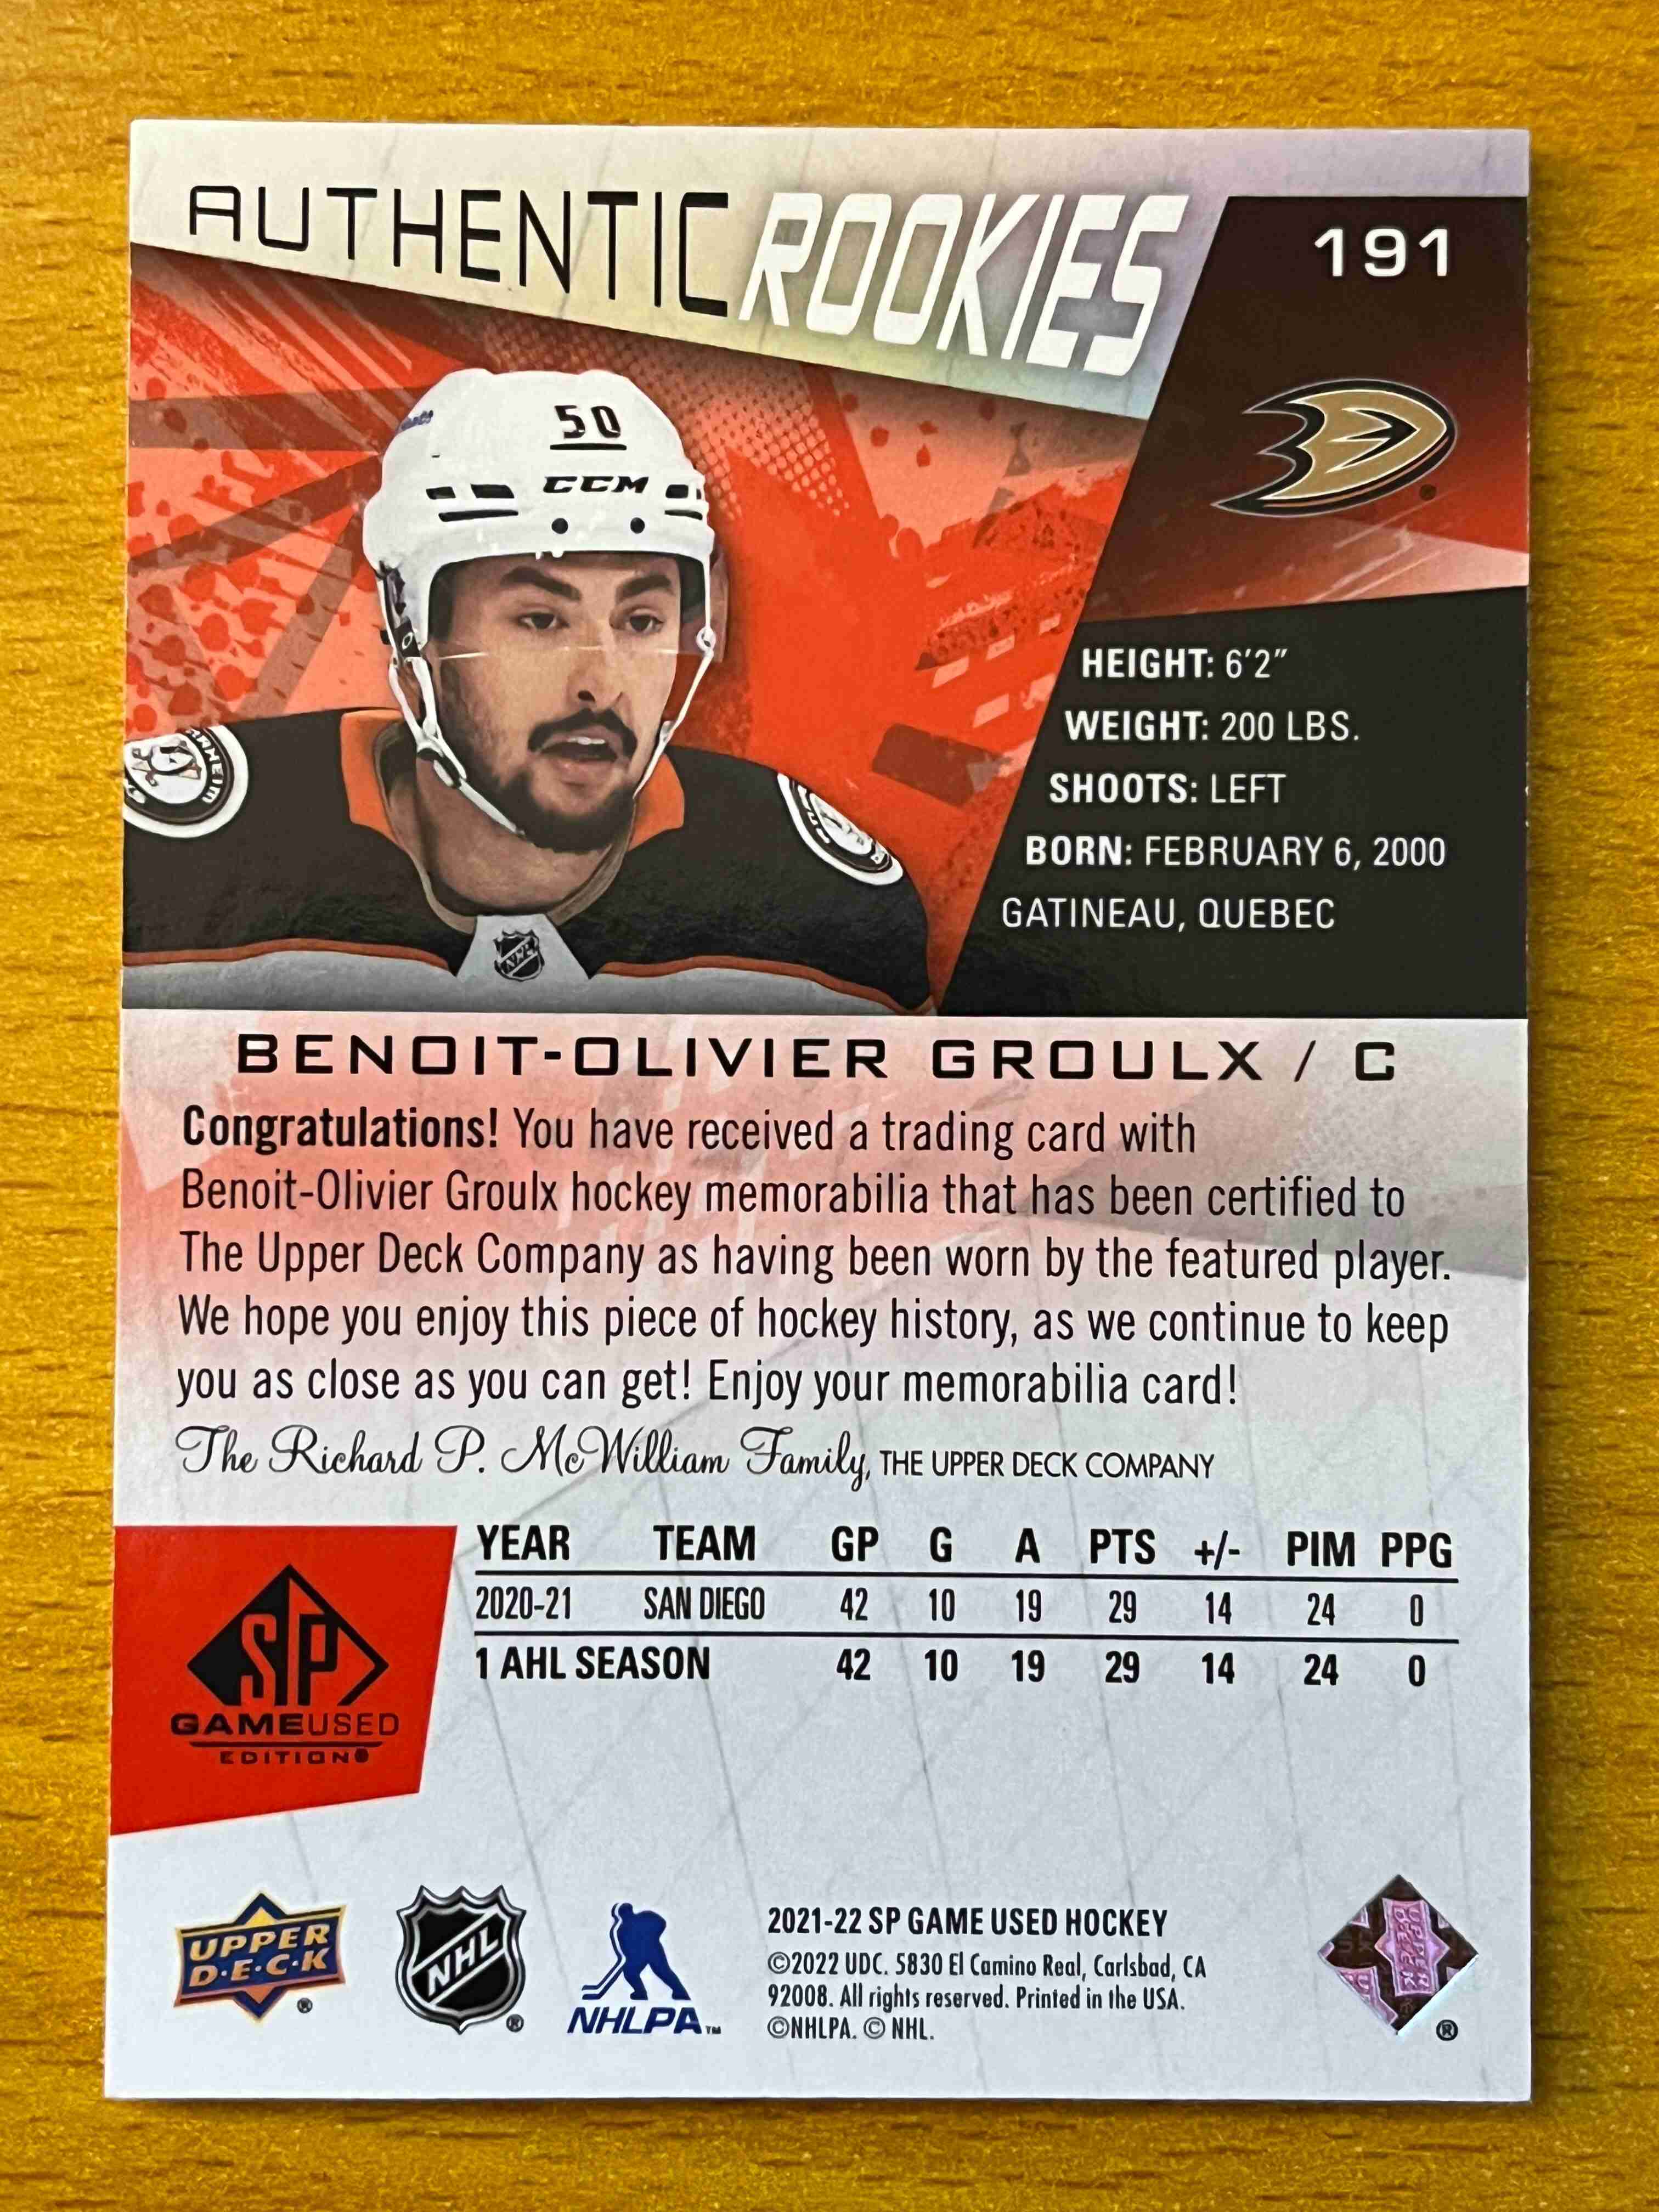 AUTHENTIC ROOKIES
191
50
CCM
HEIGHT: 6'2"
WEIGHT: 200 LBS.
SHOOTS: LEFT
BORN: FEBRUARY 6, 2000
GATINEAU, QUEBEC
NHL
BENOIT-OLIVIER GROULX / C
Congratulations! You have received a trading card with
Benoit-Olivier Groulx hockey memorabilia that has been certified to
The Upper Deck Company as having been worn by the featured player.
We hope you enjoy this piece of hockey history, as we continue to keep
you as close as you can get! Enjoy your memorabilia card!
The Richard P. McWilliam Family, THE UPPER DECK COMPANY
YEAR TEAM GP G A PTS +/- PIM PPG
2020-21 SAN DIEGO 42 10 19 29 14 24 0
1 AHL SEASON 42 10 19 29 14 24 0
SP
GAMEUSED
EDITION®
UPPER
D·E·C·K
®
NHL
®
NHLPA™
2021-22 SP GAME USED HOCKEY
©2022 UDC. 5830 El Camino Real, Carlsbad, CA
92008. All rights reserved. Printed in the USA.
©NHLPA. © NHL.
UPPER
DECK
®